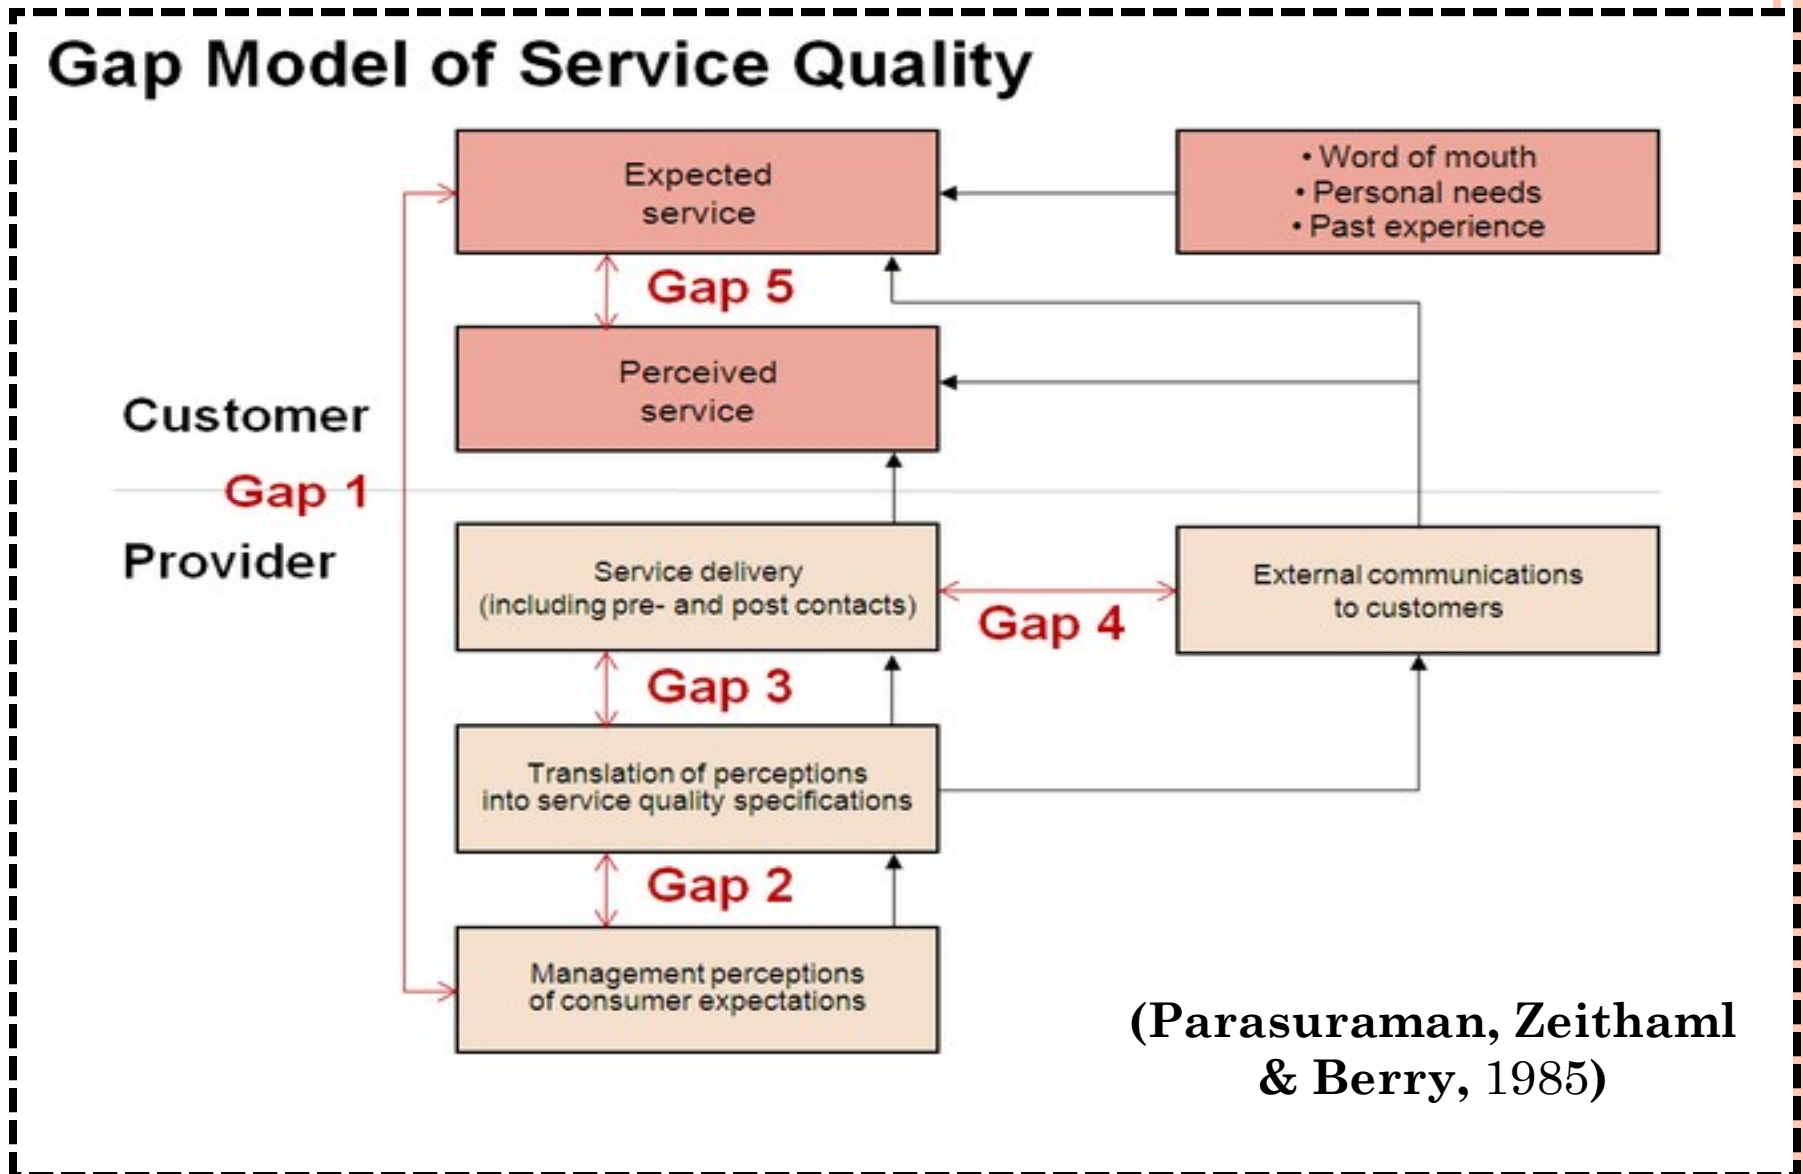 Gap Model of Service Quality
Expected
service
• Word of mouth
• Personal needs
• Past experience
Gap 5
Perceived
service
Customer
Gap 1
Provider
Service delivery
(including pre- and post contacts)
Gap 4
External communications
to customers
Gap 3
Translation of perceptions
into service quality specifications
Gap 2
Management perceptions
of consumer expectations
(Parasuraman, Zeithaml
& Berry, 1985)